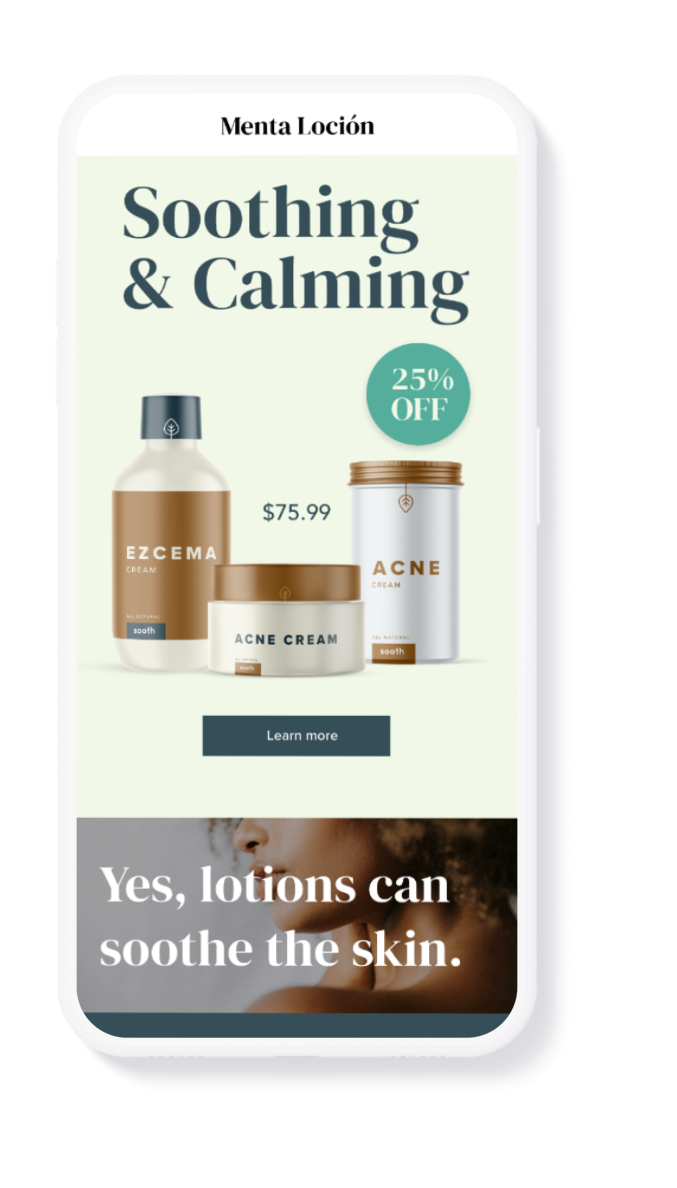 Menta Loción
Soothing
& Calming
25%
OFF
$75.99
EZCEMA
CREAM
ALL NATURAL
sooth
ACNE CREAM
sooth
ACNE
CREAM
ALL NATURAL
sooth
Learn more
Yes, lotions can
soothe the skin.